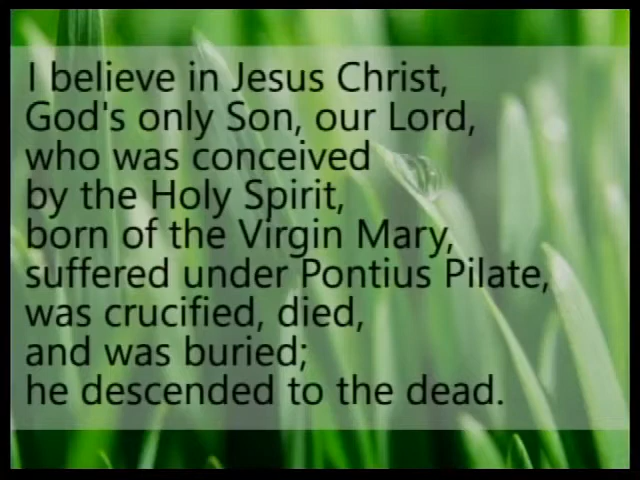 I believe in Jesus Christ,
God's only Son, our Lord,
who was conceived
by the Holy Spirit,
born of the Virgin Mary,
suffered under Pontius Pilate,
was crucified, died,
and was buried;
he descended to the dead.